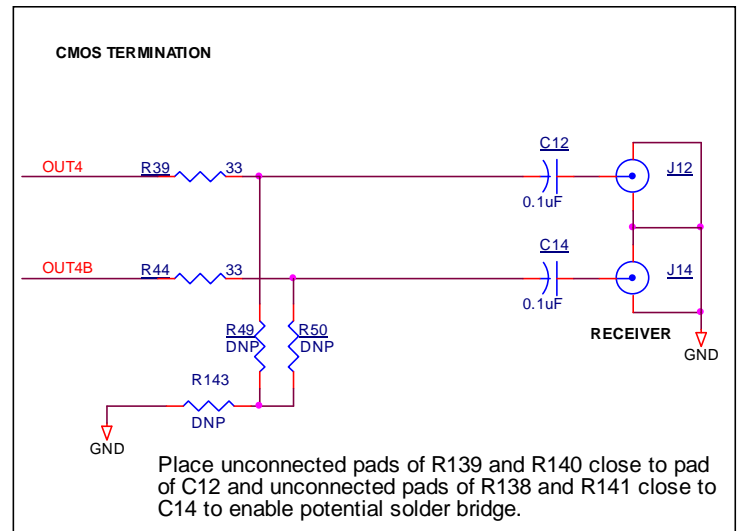 CMOS TERMINATION
OUT4 R39 33 C12 J12
0.1uF
OUT4B R44 33 C14 J14
0.1uF
R49 R50 RECEIVER
DNP DNP GND
R143
DNP
GND
Place unconnected pads of R139 and R140 close to pad
of C12 and unconnected pads of R138 and R141 close to
C14 to enable potential solder bridge.